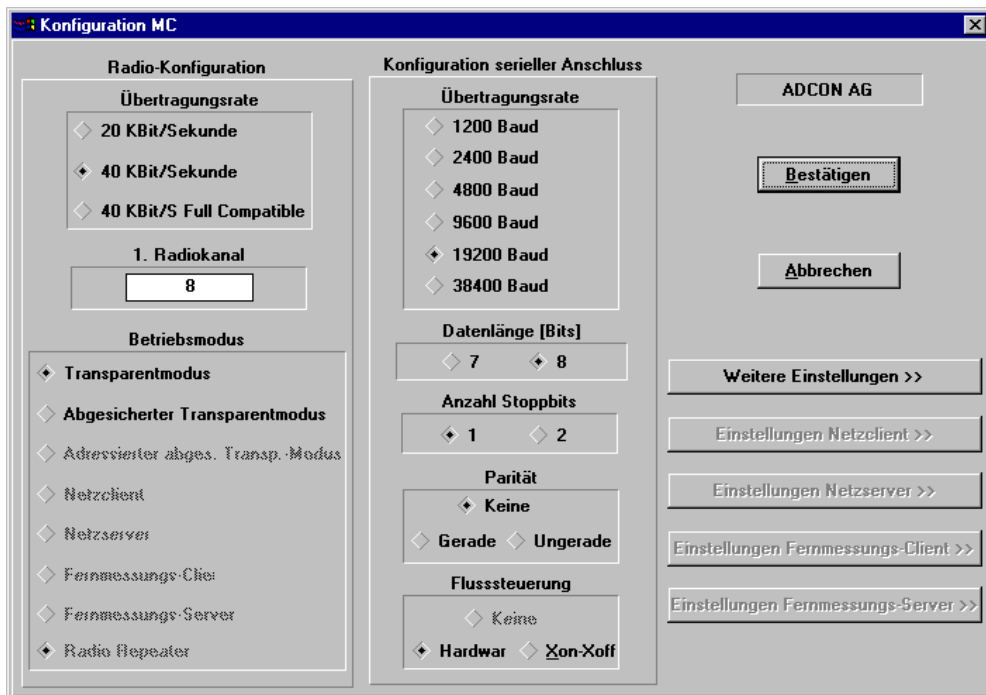 Konfiguration MC
Radio-Konfiguration
Übertragungsrate
20 KBit/Sekunde
40 KBit/Sekunde
40 KBit/S Full Compatible
1. Radiokanal
8
Betriebsmodus
Transparentmodus
Abgesicherter Transparentmodus
Adressierter abges. Transp.-Modus
Netzclient
Netzserver
Fernmessungs-Clei
Fernmessungs-Server
Radio Repeater
Konfiguration serieller Anschluss
Übertragungsrate
1200 Baud
2400 Baud
4800 Baud
9600 Baud
19200 Baud
38400 Baud
Datenlänge [Bits]
7 8
Anzahl Stoppbits
1 2
Parität
Keine
Gerade Ungerade
Flusssteuerung
Keine
Hardwar Xon-Xoff
ADCON AG
Bestätigen
Abbrechen
Weitere Einstellungen >>
Einstellungen Netzclient >>
Einstellungen Netzserver >>
Einstellungen Fernmessungs-Client >>
Einstellungen Fernmessungs-Server >>